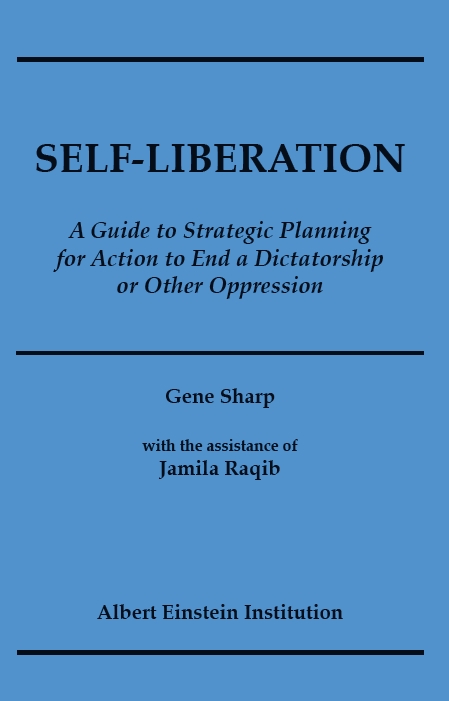 SELF-LIBERATION
A Guide to Strategic Planning
for Action to End a Dictatorship
or Other Oppression
Gene Sharp
with the assistance of
Jamila Raqib
Albert Einstein Institution